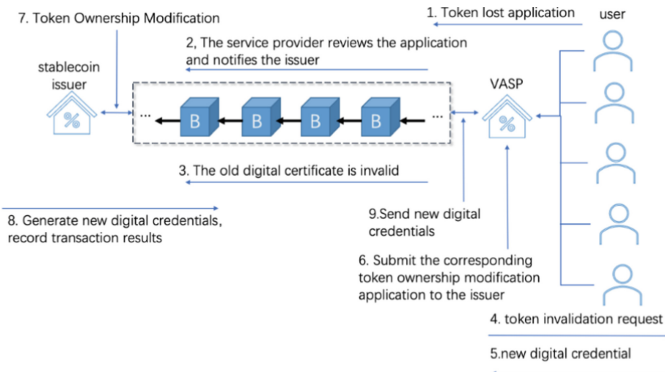 7. Token Ownership Modification
1. Token lost application
user
2, The service provider reviews the application
and notifies the issuer
stablecoin
issuer
VASP
%
...
B
B
B
B
...
%
3. The old digital certificate is invalid
8. Generate new digital credentials,
record transaction results
9.Send new digital
credentials
6. Submit the corresponding
token ownership modification
application to the issuer
4. token invalidation request
5.new digital credential